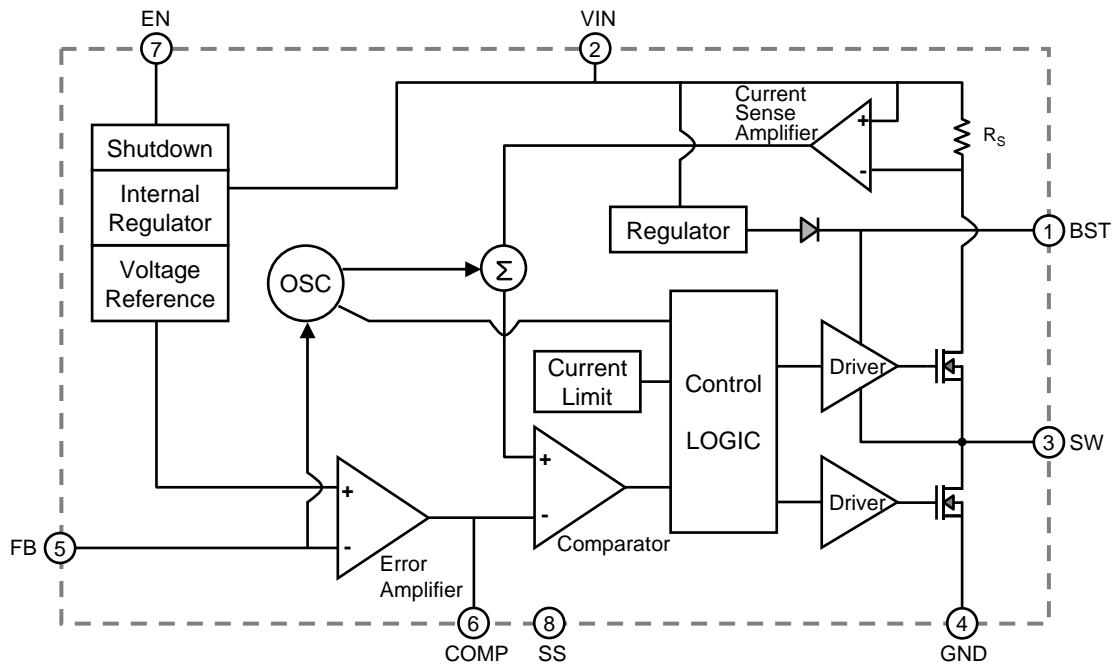 EN
7
VIN
2
Shutdown
Internal
Regulator
Voltage
Reference
Current
Sense
Amplifier
+
-
RS
Regulator
1
BST
OSC
Σ
Current
Limit
Control
LOGIC
Driver
3
SW
Driver
+
-
Comparator
+
-
Error
Amplifier
FB
5
6
COMP
8
SS
4
GND